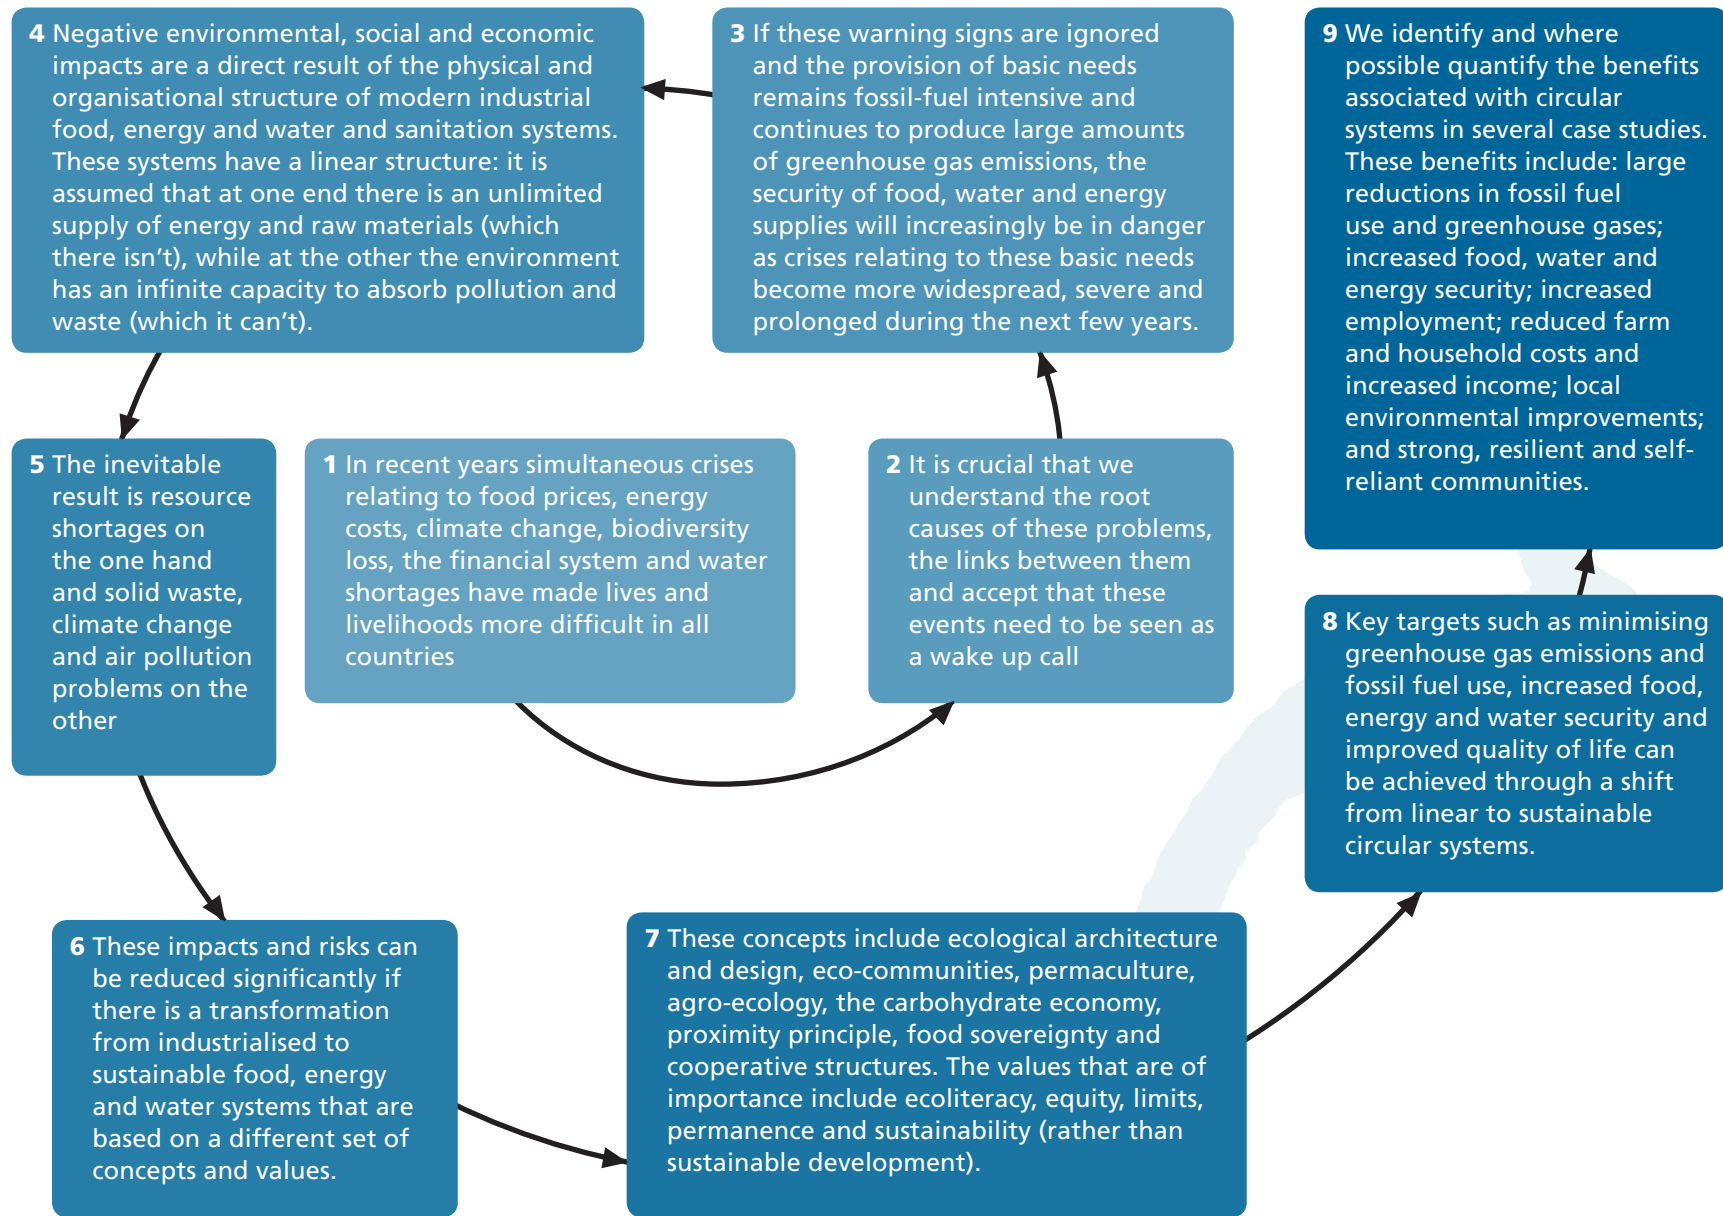 1 In recent years simultaneous crises
relating to food prices, energy
costs, climate change, biodiversity
loss, the financial system and water
shortages have made lives and
livelihoods more difficult in all
countries
2 It is crucial that we
understand the root
causes of these problems,
the links between them
and accept that these
events need to be seen as
a wake up call
3 If these warning signs are ignored
and the provision of basic needs
remains fossil-fuel intensive and
continues to produce large amounts
of greenhouse gas emissions, the
security of food, water and energy
supplies will increasingly be in danger
as crises relating to these basic needs
become more widespread, severe and
prolonged during the next few years.
4 Negative environmental, social and economic
impacts are a direct result of the physical and
organisational structure of modern industrial
food, energy and water and sanitation systems.
These systems have a linear structure: it is
assumed that at one end there is an unlimited
supply of energy and raw materials (which
there isn't), while at the other the environment
has an infinite capacity to absorb pollution and
waste (which it can't).
5 The inevitable
result is resource
shortages on
the one hand
and solid waste,
climate change
and air pollution
problems on the
other
6 These impacts and risks can
be reduced significantly if
there is a transformation
from industrialised to
sustainable food, energy
and water systems that are
based on a different set of
concepts and values.
7 These concepts include ecological architecture
and design, eco-communities, permaculture,
agro-ecology, the carbohydrate economy,
proximity principle, food sovereignty and
cooperative structures. The values that are of
importance include ecoliteracy, equity, limits,
permanence and sustainability (rather than
sustainable development).
8 Key targets such as minimising
greenhouse gas emissions and
fossil fuel use, increased food,
energy and water security and
improved quality of life can
be achieved through a shift
from linear to sustainable
circular systems.
9 We identify and where
possible quantify the benefits
associated with circular
systems in several case studies.
These benefits include: large
reductions in fossil fuel
use and greenhouse gases;
increased food, water and
energy security; increased
employment; reduced farm
and household costs and
increased income; local
environmental improvements;
and strong, resilient and self-
reliant communities.